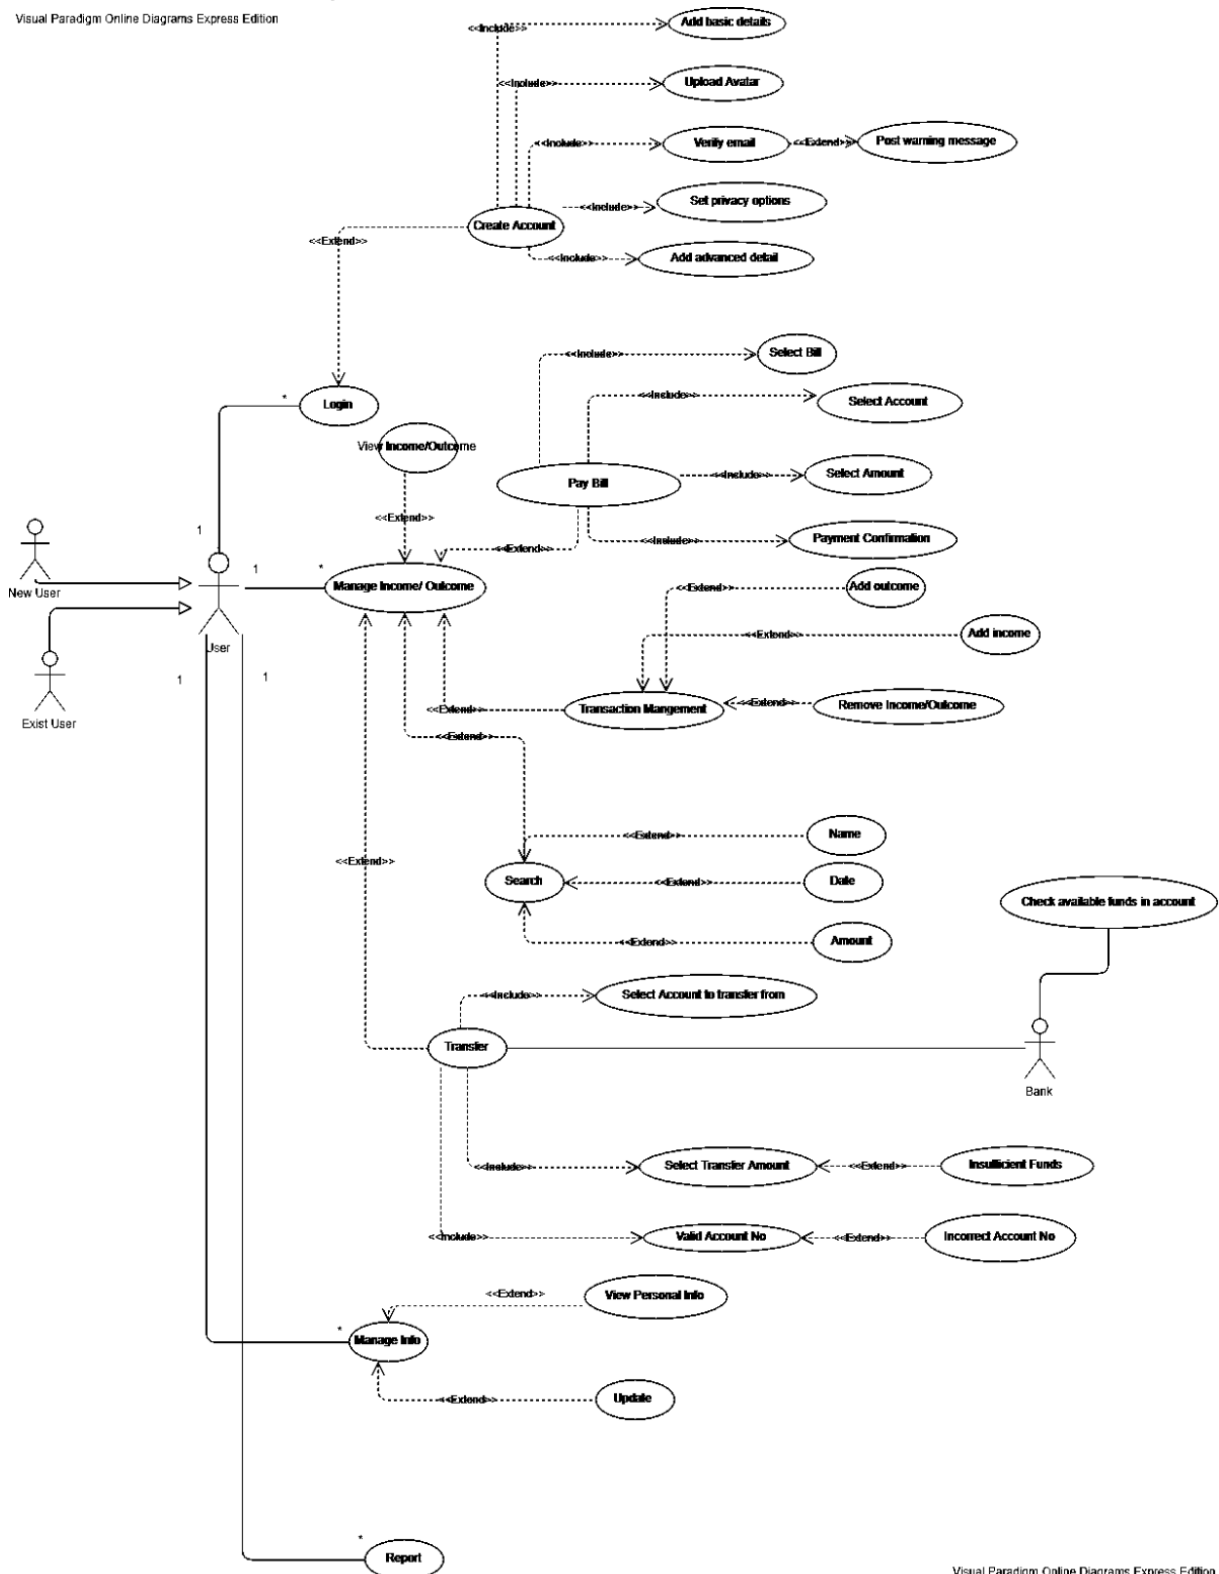 Visual Paradigm Online Diagrams Express Edition
<<Include>>
Add basic details
<<Include>>
Upload Avatar
<<Include>>
Verify email
<<Extend>>
Post warning message
<<Include>>
Set privacy options
Create Account
<<Extend>>
<<Include>>
Add advanced detail
<<Include>>
Select Bill
<<Include>>
Select Account
*
Login
View Income/Outcome
Pay Bill
<<Include>>
Select Amount
<<Extend>>
1
<<Extend>>
<<Include>>
Payment Confirmation
New User
1
*
Manage Income/ Outcome
<<Extend>>
Add outcome
<<Extend>>
Add income
User
1
1
Exist User
<<Extend>>
Transaction Mangement
<<Extend>>
Remove Income/Outcome
<<Extend>>
<<Extend>>
Name
<<Extend>>
Search
<<Extend>>
Date
Check available funds in account
<<Extend>>
Amount
<<Include>>
Select Account to transfer from
Transfer
Bank
<<Include>>
Select Transfer Amount
<<Extend>>
Insufficient Funds
<<Include>>
Valid Account No
<<Extend>>
Incorrect Account No
<<Extend>>
View Personal Info
*
Manage Info
<<Extend>>
Update
*
Report
Visual Paradigm Online Diagrams Express Edition